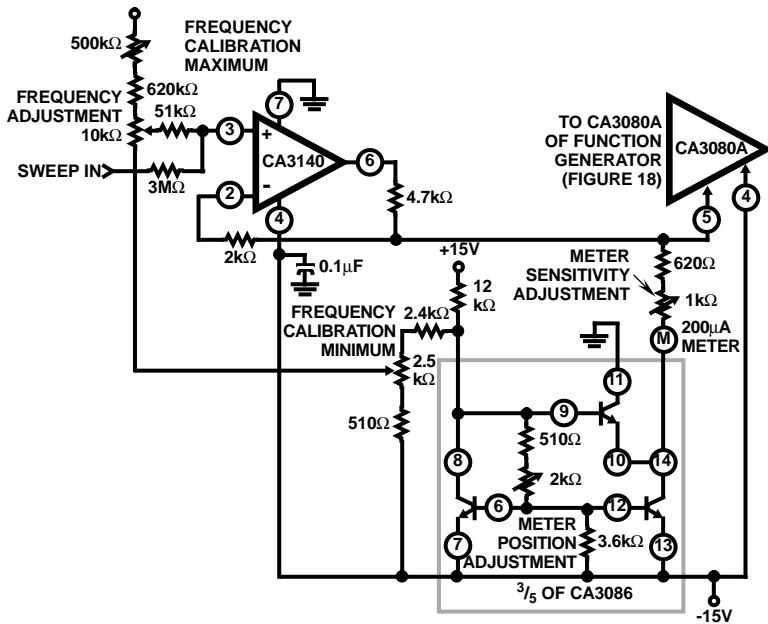 500kΩ
FREQUENCY
CALIBRATION
MAXIMUM
620kΩ
FREQUENCY
ADJUSTMENT
10kΩ
51kΩ
SWEEP IN
3MΩ
7
3
+
CA3140
6
2
-
4
4.7kΩ
2kΩ
0.1µF
TO CA3080A
OF FUNCTION
GENERATOR
(FIGURE 18)
CA3080A
4
5
+15V
12
kΩ
METER
SENSITIVITY
ADJUSTMENT
620Ω
1kΩ
200µA
METER
M
FREQUENCY
CALIBRATION
MINIMUM
2.4kΩ
2.5
kΩ
510Ω
11
9
510Ω
10
14
8
2kΩ
6
12
7
METER
POSITION
ADJUSTMENT
3.6kΩ
13
3/5 OF CA3086
-15V